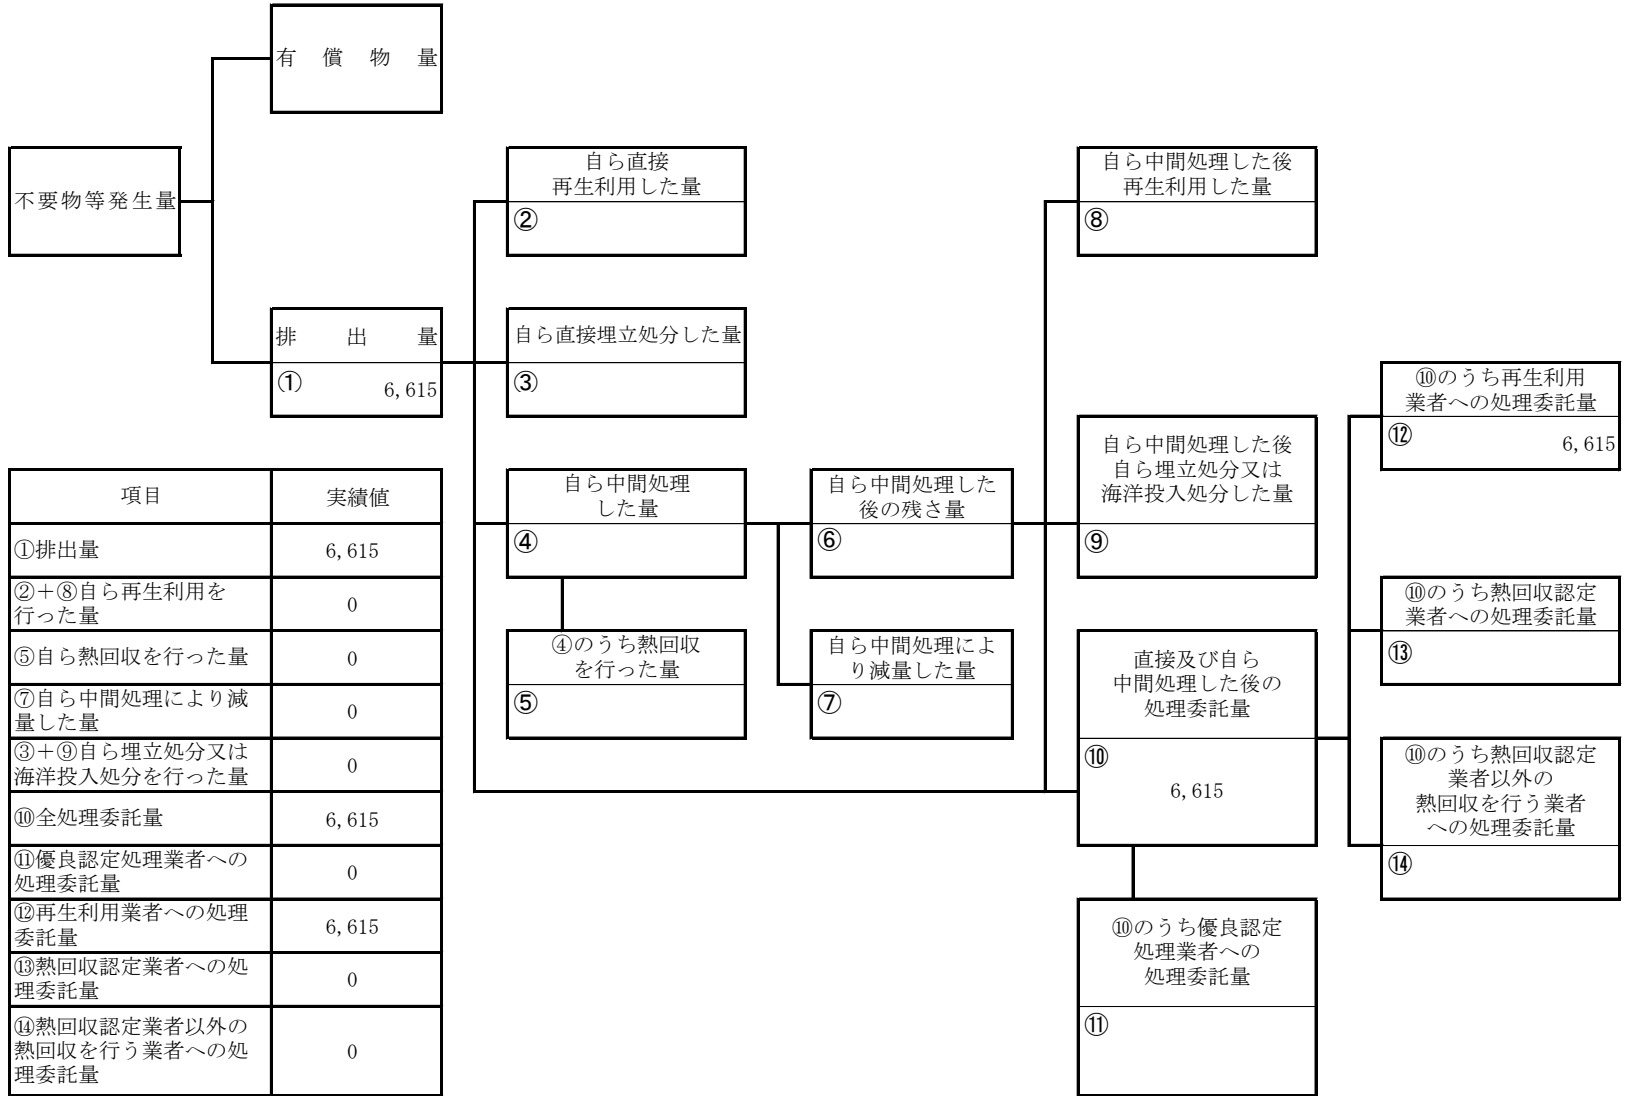 有償物量
不要物等発生量
排出量
① 6,615
自ら直接
再生利用した量
②
自ら直接埋立処分した量
③
自ら中間処理
した量
④
④のうち熱回収
を行った量
⑤
自ら中間処理した
後の残さ量
⑥
自ら中間処理によ
り減量した量
⑦
自ら中間処理した後
再生利用した量
⑧
自ら中間処理した後
自ら埋立処分又は
海洋投入処分した量
⑨
直接及び自ら
中間処理した後の
処理委託量
⑩
6,615
⑩のうち優良認定
処理業者への
処理委託量
⑪
⑩のうち再生利用
業者への処理委託量
⑫ 6,615
⑩のうち熱回収認定
業者への処理委託量
⑬
⑩のうち熱回収認定
業者以外の
熱回収を行う業者
への処理委託量
⑭
項目 実績値
①排出量 6,615
②＋⑧自ら再生利用を
行った量 0
⑤自ら熱回収を行った量 0
⑦自ら中間処理により減
量した量 0
③＋⑨自ら埋立処分又は
海洋投入処分を行った量 0
⑩全処理委託量 6,615
⑪優良認定処理業者への
処理委託量 0
⑫再生利用業者への処理
委託量 6,615
⑬熱回収認定業者への処
理委託量 0
⑭熱回収認定業者以外の
熱回収を行う業者への処
理委託量 0